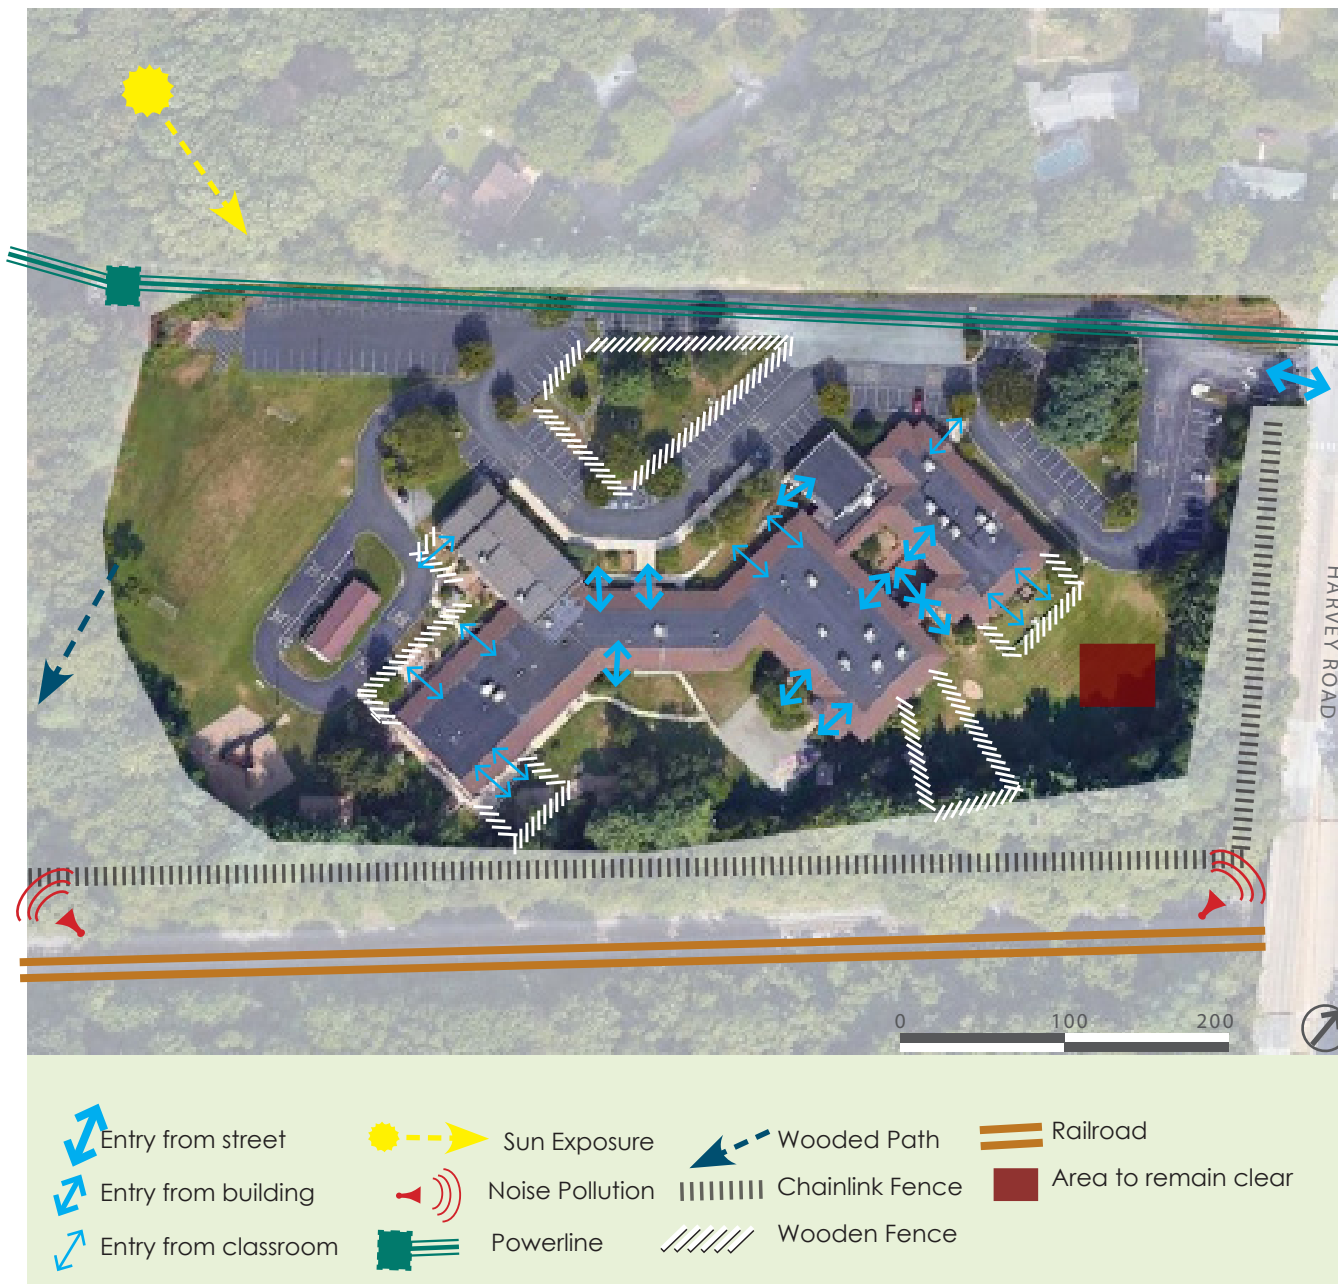 HARVEY ROAD
0 100 200
Entry from street
Entry from building
Entry from classroom
Sun Exposure
Noise Pollution
Powerline
Wooded Path
Chainlink Fence
Wooden Fence
Railroad
Area to remain clear